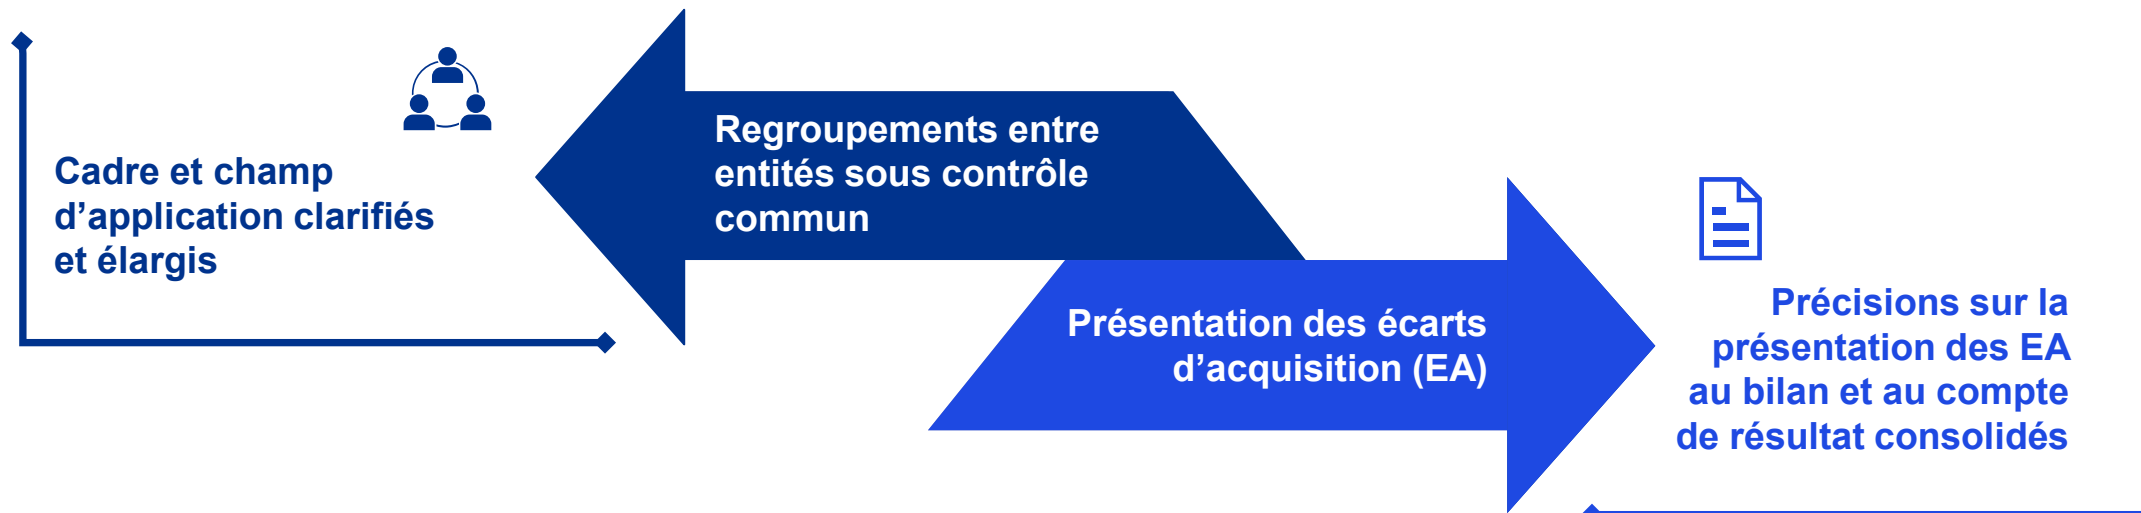 Cadre et champ
d’application clarifiés
et élargis
Regroupements entre
entités sous contrôle
commun
Présentation des écarts
d’acquisition (EA)
Précisions sur la
présentation des EA
au bilan et au compte
de résultat consolidés